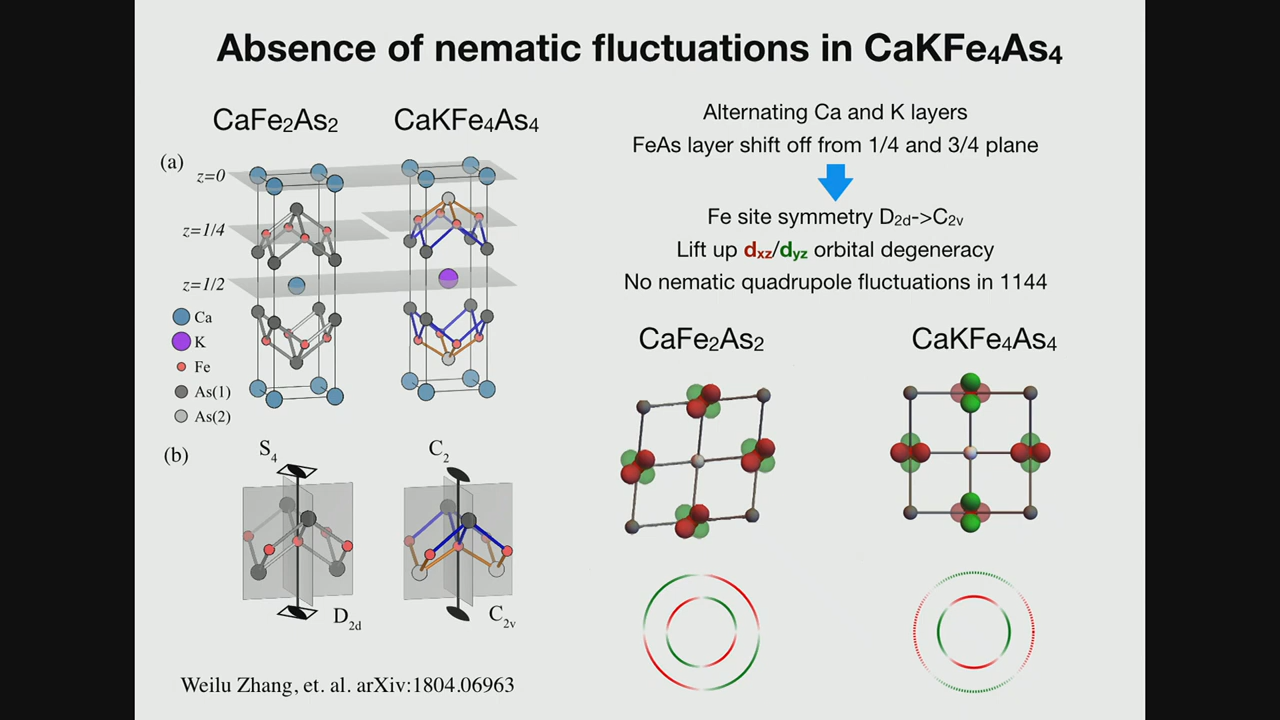 Absence of nematic fluctuations in CaKFe₄As₄
CaFe₂As₂
CaKFe₄As₄
(a)
z=0
z=1/4
z=1/2
Ca
K
Fe
As(1)
As(2)
(b)
S₄
D₂d
C₂
C₂v
Weilu Zhang, et. al. arXiv:1804.06963
Alternating Ca and K layers
FeAs layer shift off from 1/4 and 3/4 plane
Fe site symmetry D₂d->C₂v
Lift up dxz/dyz orbital degeneracy
No nematic quadrupole fluctuations in 1144
CaFe₂As₂
CaKFe₄As₄